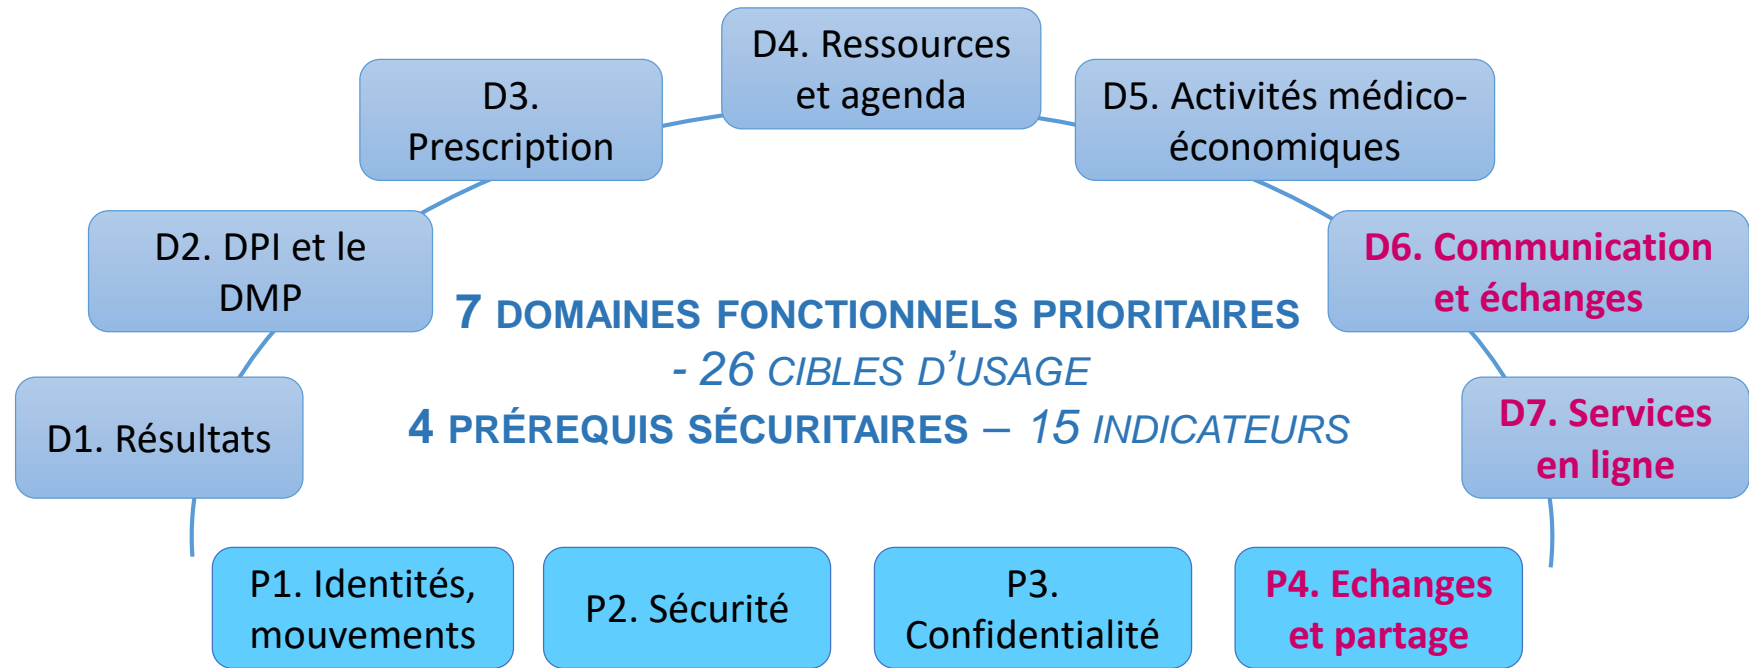 D4. Ressources
et agenda
D3.
Prescription
D5. Activités médico-
économiques
D2. DPI et le
DMP
D6. Communication
et échanges
7 DOMAINES FONCTIONNELS PRIORITAIRES
- 26 CIBLES D'USAGE
4 PRÉREQUIS SÉCURITAIRES – 15 INDICATEURS
D1. Résultats
D7. Services
en ligne
P1. Identités,
mouvements
P2. Sécurité
P3.
Confidentialité
P4. Echanges
et partage